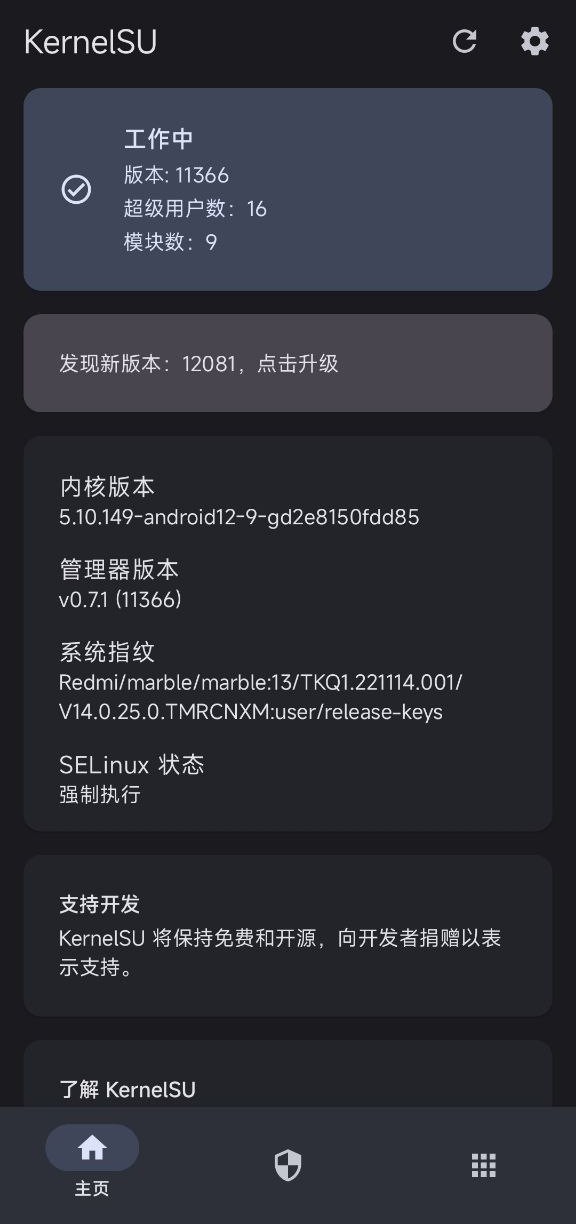 KernelSU
工作中
版本: 11366
超级用户数：16
模块数：9
发现新版本：12081，点击升级
内核版本
5.10.149-android12-9-gd2e8150fdd85
管理器版本
v0.7.1 (11366)
系统指纹
Redmi/marble/marble:13/TKQ1.221114.001/
V14.0.25.0.TMRCNXM:user/release-keys
SELinux 状态
强制执行
支持开发
KernelSU 将保持免费和开源，向开发者捐赠以表
示支持。
了解 KernelSU
主页